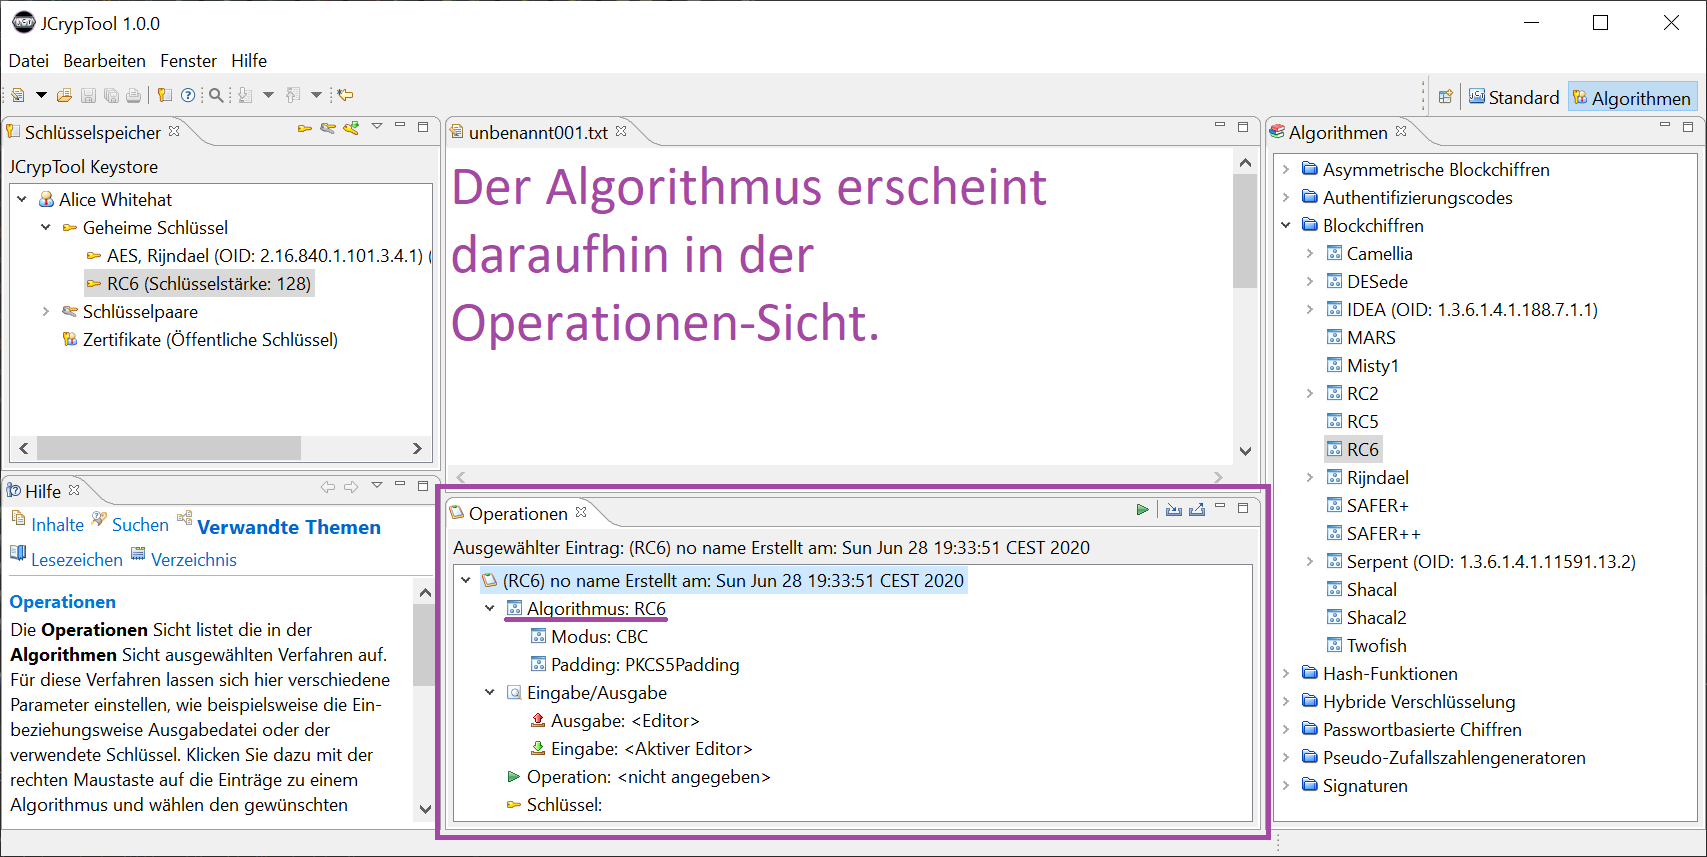 JCrypTool 1.0.0
Datei Bearbeiten Fenster Hilfe
Standard Algorithmen
Schlüsselspeicher
JCrypTool Keystore
Alice Whitehat
Geheime Schlüssel
AES, Rijndael (OID: 2.16.840.1.101.3.4.1) (
RC6 (Schlüsselstärke: 128)
Schlüsselpaare
Zertifikate (Öffentliche Schlüssel)
Hilfe
Inhalte Suchen Verwandte Themen
Lesezeichen Verzeichnis
Operationen
Die Operationen Sicht listet die in der
Algorithmen Sicht ausgewählten Verfahren auf.
Für diese Verfahren lassen sich hier verschiedene
Parameter einstellen, wie beispielsweise die Ein-
beziehungsweise Ausgabedatei oder der
verwendete Schlüssel. Klicken Sie dazu mit der
rechten Maustaste auf die Einträge zu einem
Algorithmus und wählen den gewünschten
unbenannt001.txt
Der Algorithmus erscheint
daraufhin in der
Operationen-Sicht.
Operationen
Ausgewählter Eintrag: (RC6) no name Erstellt am: Sun Jun 28 19:33:51 CEST 2020
(RC6) no name Erstellt am: Sun Jun 28 19:33:51 CEST 2020
Algorithmus: RC6
Modus: CBC
Padding: PKCS5Padding
Eingabe/Ausgabe
Ausgabe: <Editor>
Eingabe: <Aktiver Editor>
Operation: <nicht angegeben>
Schlüssel:
Algorithmen
Asymmetrische Blockchiffren
Authentifizierungscodes
Blockchiffren
Camellia
DESede
IDEA (OID: 1.3.6.1.4.1.188.7.1.1)
MARS
Misty1
RC2
RC5
RC6
Rijndael
SAFER+
SAFER++
Serpent (OID: 1.3.6.1.4.1.11591.13.2)
Shacal
Shacal2
Twofish
Hash-Funktionen
Hybride Verschlüsselung
Passwortbasierte Chiffren
Pseudo-Zufallszahlengeneratoren
Signaturen